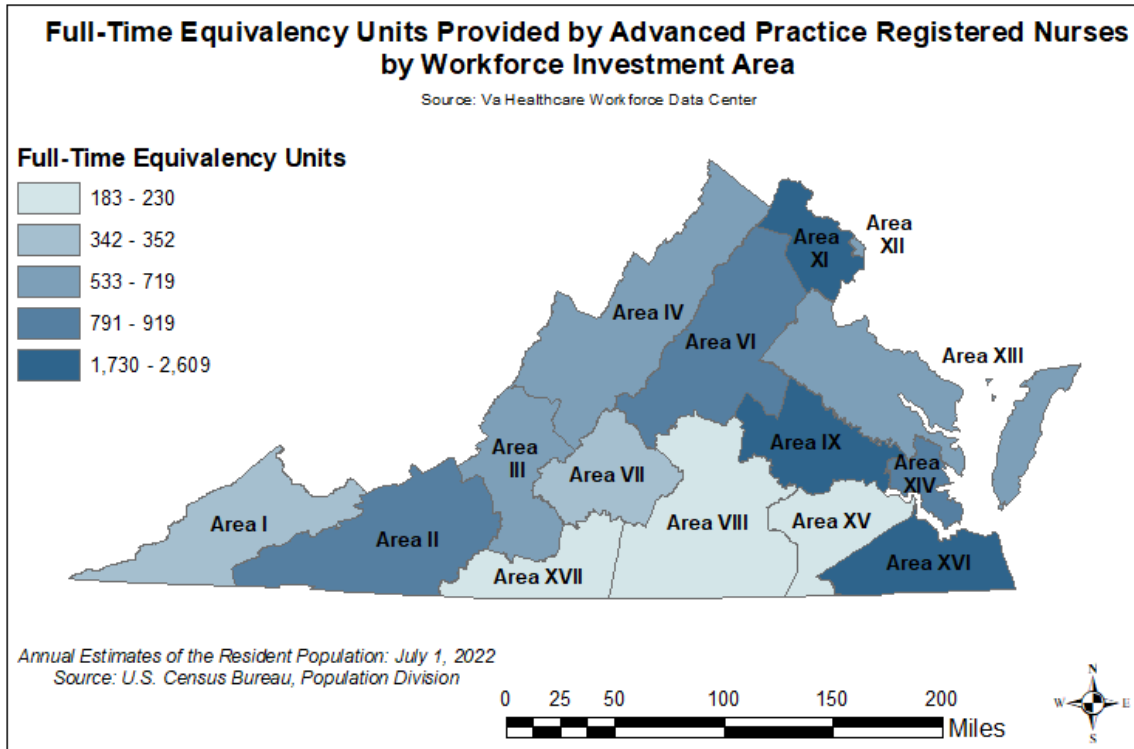 Full-Time Equivalency Units Provided by Advanced Practice Registered Nurses
by Workforce Investment Area
Source: Va Healthcare Workforce Data Center
Full-Time Equivalency Units
183 - 230
342 - 352
533 - 719
791 - 919
1,730 - 2,609
Area
XII
Area
XI
Area IV
Area VI
Area XIII
Area
III
Area VII
Area IX
Area
XIV
Area I
Area II
Area VIII
Area XV
Area XVII
Area XVI
Annual Estimates of the Resident Population: July 1, 2022
Source: U.S. Census Bureau, Population Division
0 25 50 100 150 200
Miles
N
W E
S